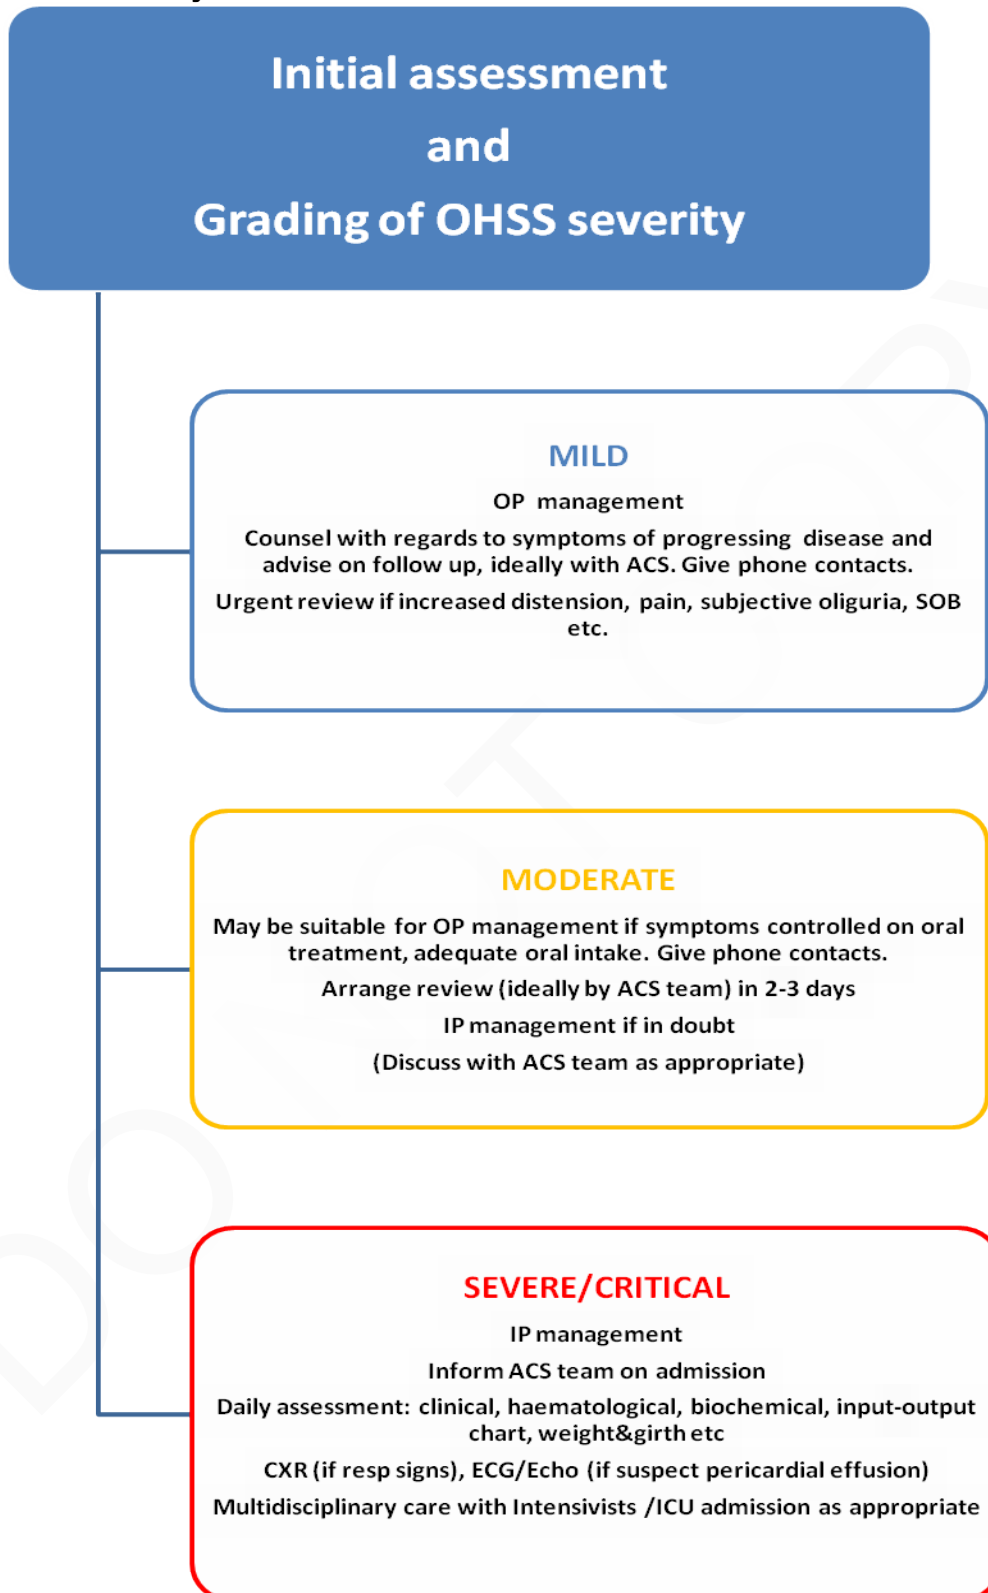 Initial assessment
and
Grading of OHSS severity
MILD
OP management
Counsel with regards to symptoms of progressing disease and
advise on follow up, ideally with ACS. Give phone contacts.
Urgent review if increased distension, pain, subjective oliguria, SOB
etc.
MODERATE
May be suitable for OP management if symptoms controlled on oral
treatment, adequate oral intake. Give phone contacts.
Arrange review (ideally by ACS team) in 2-3 days
IP management if in doubt
(Discuss with ACS team as appropriate)
SEVERE/CRITICAL
IP management
Inform ACS team on admission
Daily assessment: clinical, haematological, biochemical, input-output
chart, weight&girth etc
CXR (if resp signs), ECG/Echo (if suspect pericardial effusion)
Multidisciplinary care with Intensivists /ICU admission as appropriate